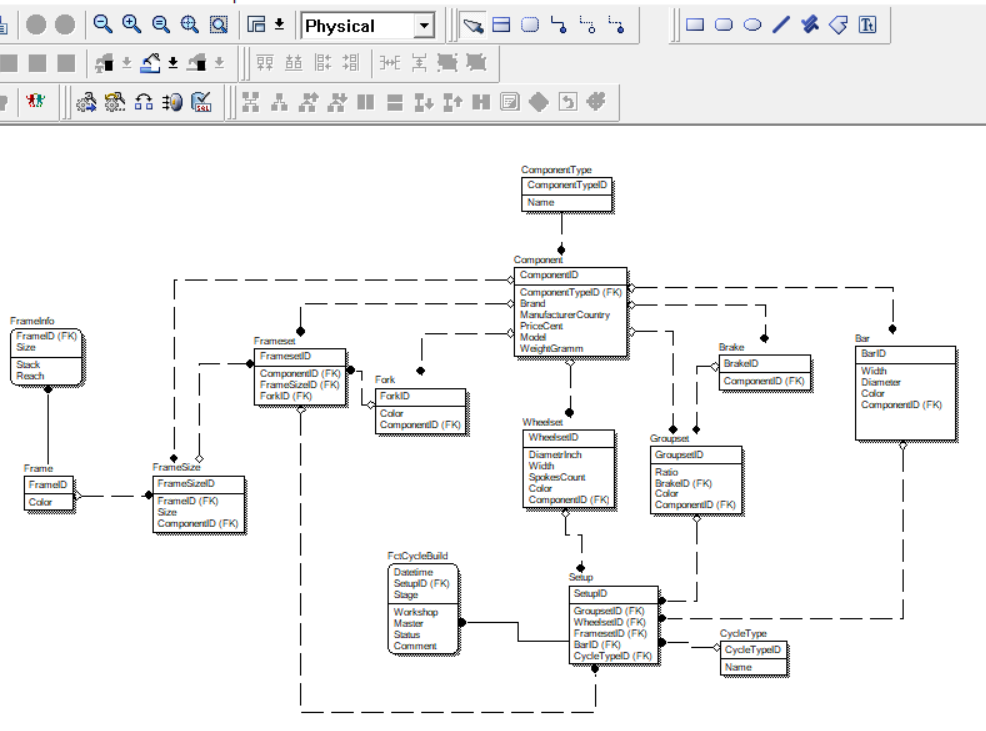 Physical
Tt
SQL
ComponentType
ComponentTypeID
Name
Component
ComponentID
ComponentTypeID (FK)
Brand
ManufacturerCountry
PriceCent
Model
WeightGramm
FrameInfo
FrameID (FK)
Size
Stack
Reach
Frameset
FramesetID
ComponentID (FK)
FrameSizeID (FK)
ForkID (FK)
Fork
ForkID
Color
ComponentID (FK)
Brake
BrakeID
ComponentID (FK)
Bar
BarID
Width
Diameter
Color
ComponentID (FK)
Wheelset
WheelsetID
DiametrInch
Width
SpokesCount
Color
ComponentID (FK)
Groupset
GroupsetID
Ratio
BrakeID (FK)
Color
ComponentID (FK)
Frame
FrameID
Color
FrameSize
FrameSizeID
FrameID (FK)
Size
ComponentID (FK)
FctCycleBuild
Datetime
SetupID (FK)
Stage
Workshop
Master
Status
Comment
Setup
SetupID
GroupsetID (FK)
WheelsetID (FK)
FramesetID (FK)
BarID (FK)
CycleTypeID (FK)
CycleType
CycleTypeID
Name